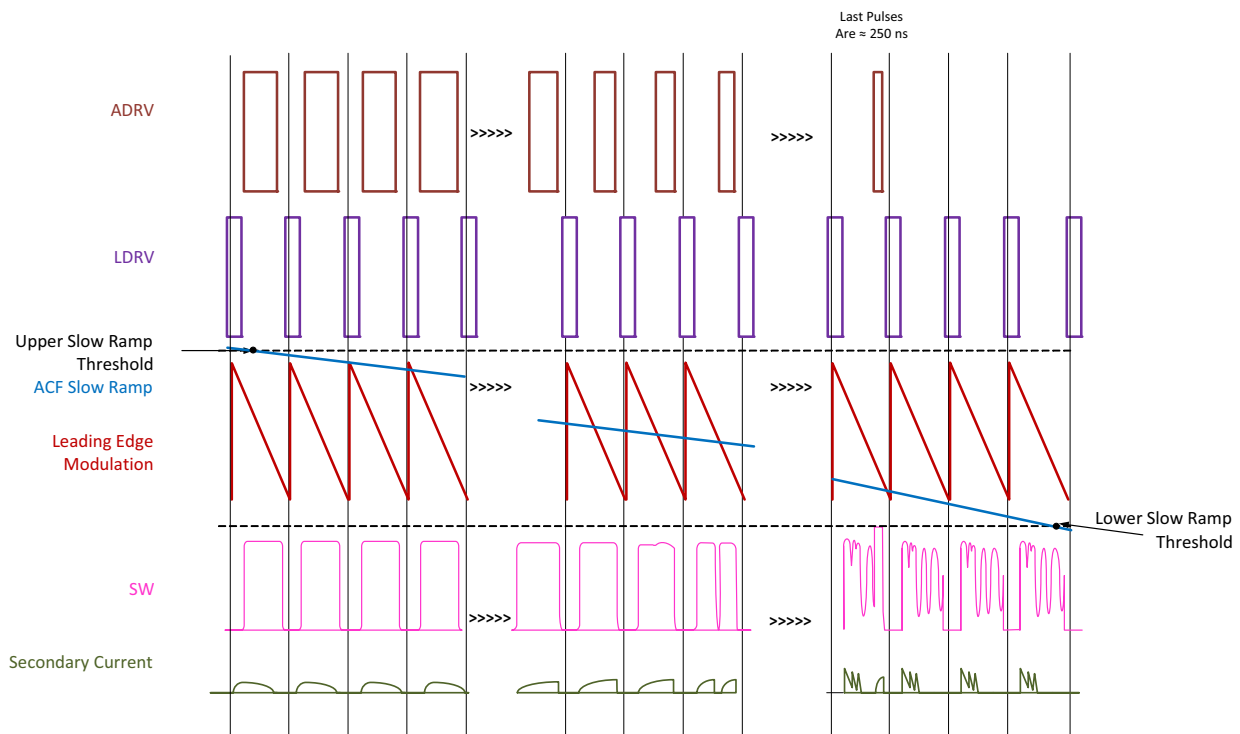 Last Pulses
Are ≈ 250 ns
ADRV
>>>>>
>>>>>
LDRV
Upper Slow Ramp
Threshold
ACF Slow Ramp
>>>>>
>>>>>
Leading Edge
Modulation
Lower Slow Ramp
Threshold
SW
>>>>>
>>>>>
Secondary Current